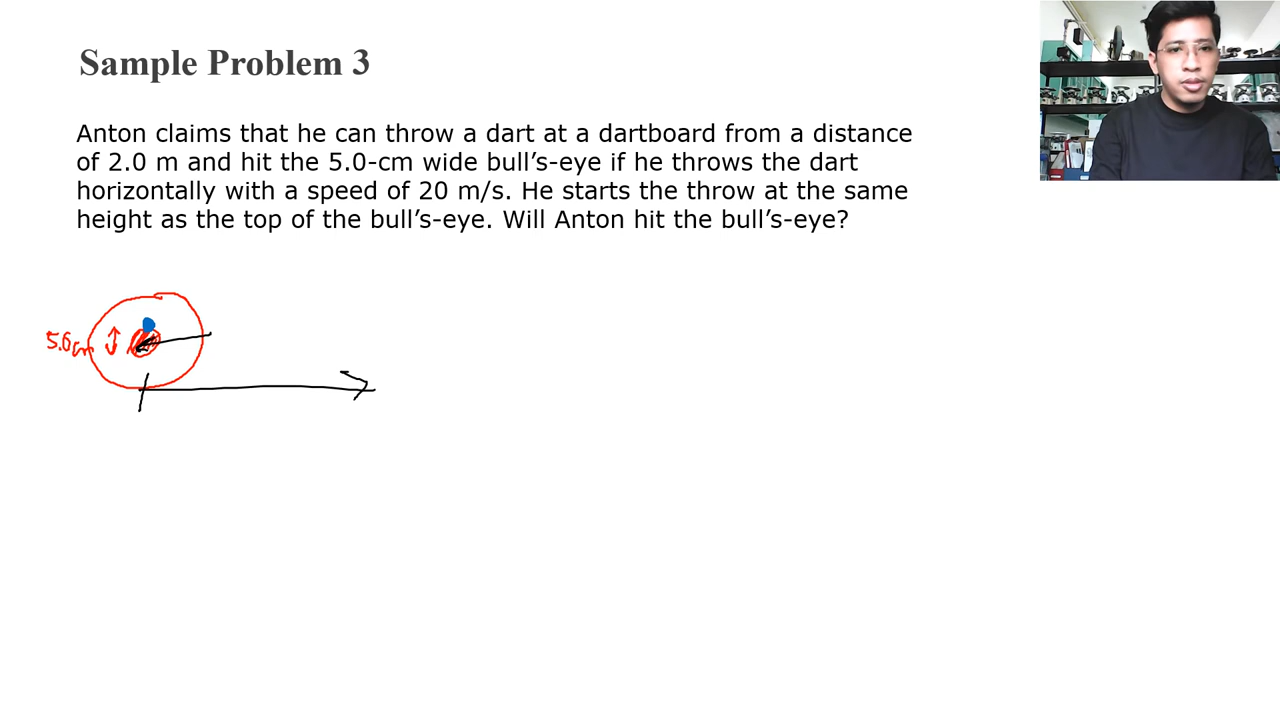 Sample Problem 3
Anton claims that he can throw a dart at a dartboard from a distance
of 2.0 m and hit the 5.0-cm wide bull’s-eye if he throws the dart
horizontally with a speed of 20 m/s. He starts the throw at the same
height as the top of the bull’s-eye. Will Anton hit the bull’s-eye?
5.0cm